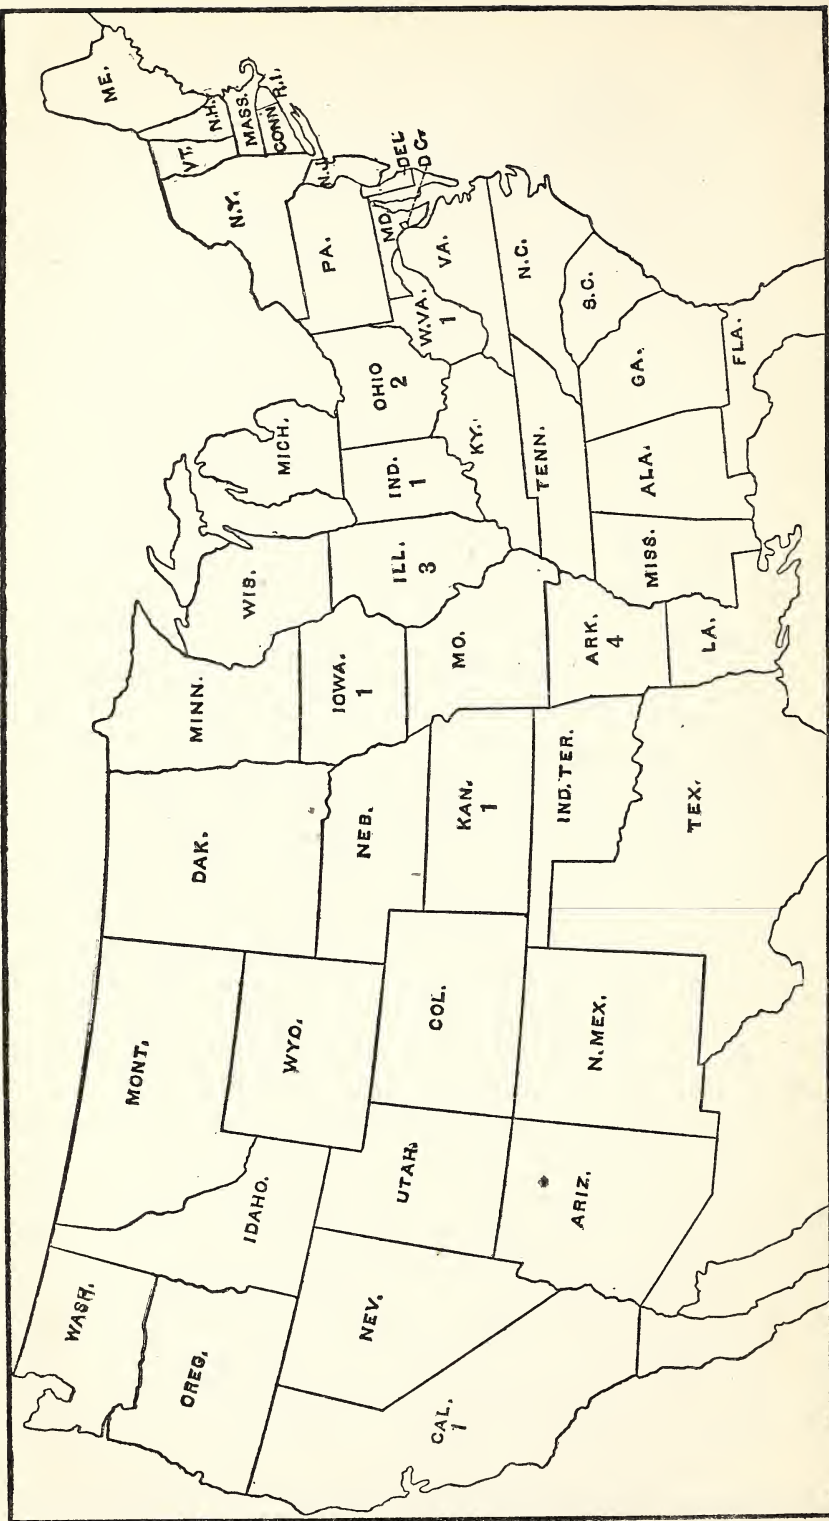 WASH.
OREG.
CAL.
1
NEV.
IDAHO.
MONT.
WYO.
UTAH.
ARIZ.
COL.
N.MEX.
DAK.
NEB.
KAN.
1
IND.TER.
TEX.
MINN.
IOWA.
1
MO.
ARK.
4
LA.
WIS.
ILL.
3
MISS.
MICH.
IND.
1
OHIO
2
KY.
TENN.
ALA.
GA.
FLA.
S.C.
N.C.
VA.
W.VA.
1
MD.
DEL
D.C.
PA.
N.J.
N.Y.
CONN
R.I.
MASS.
VT.
N.H.
ME.